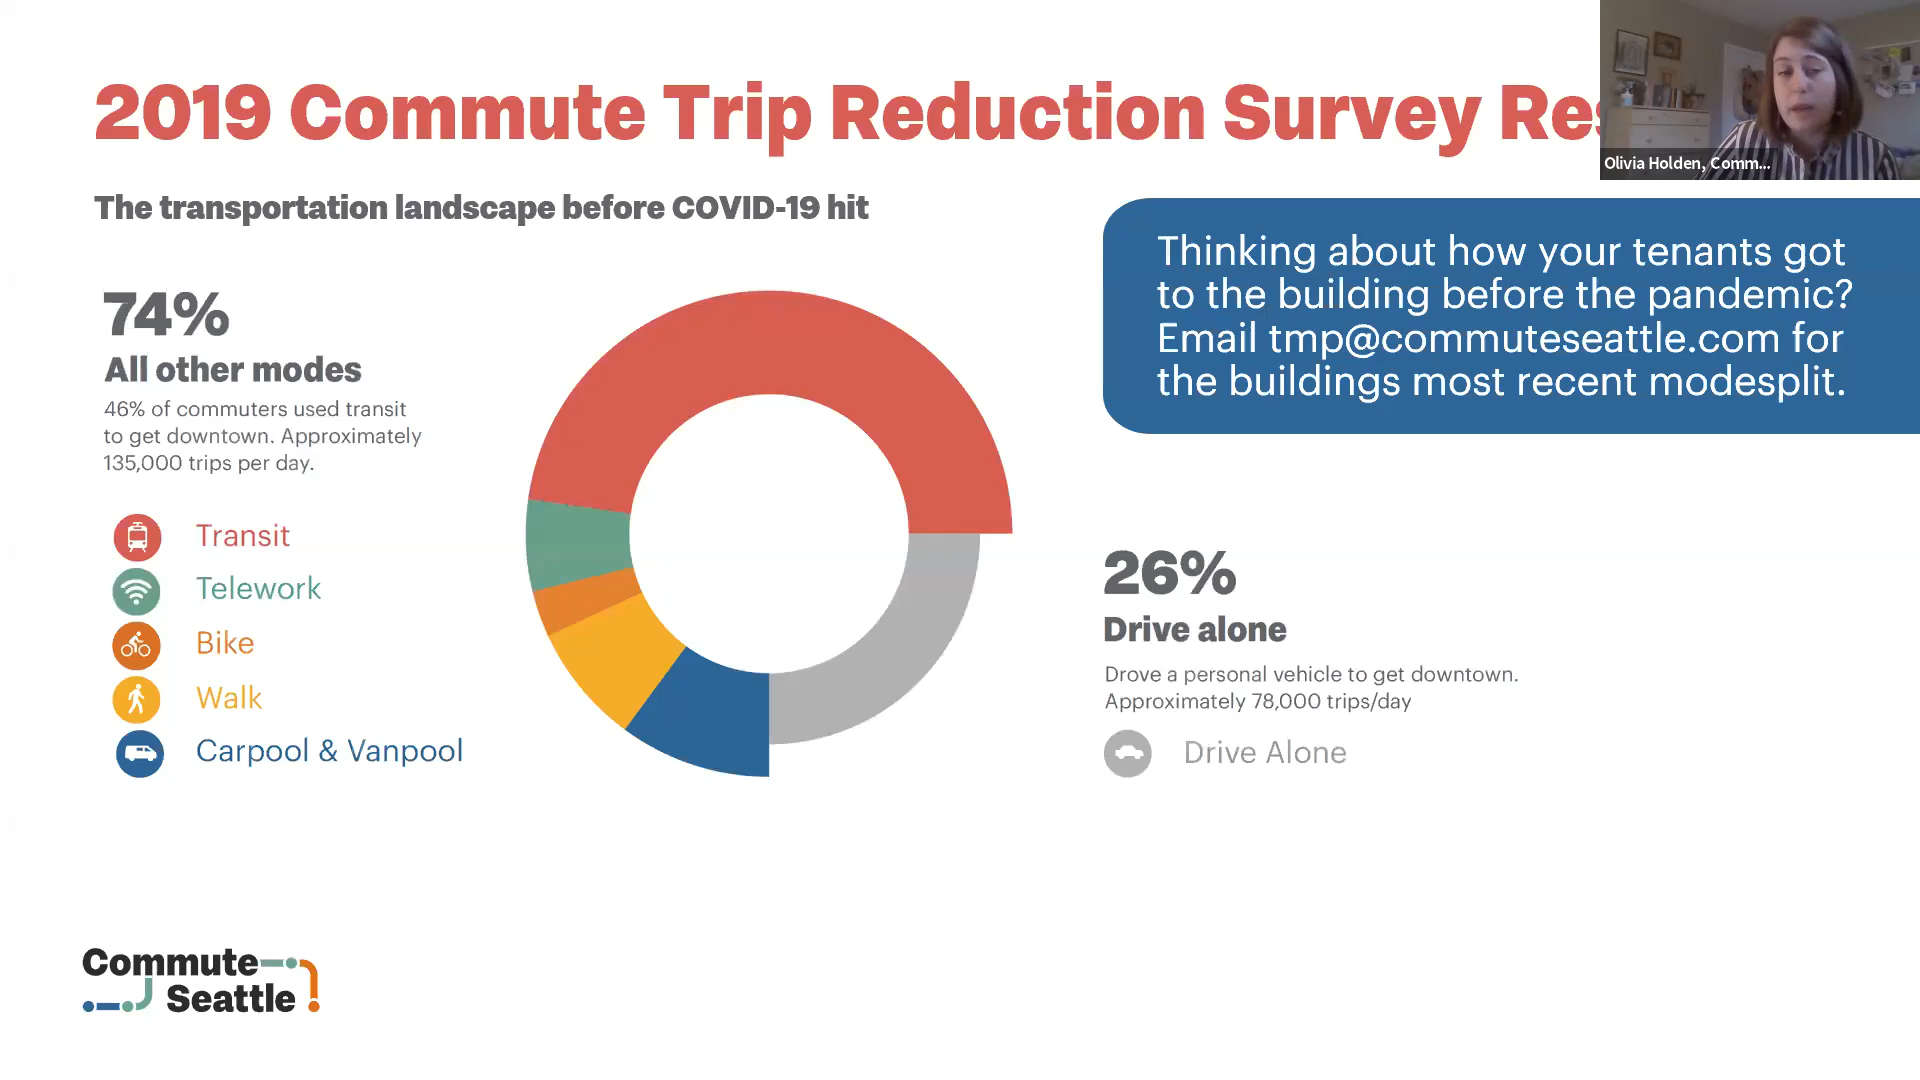 2019 Commute Trip Reduction Survey Res
Olivia Holden, Comm...
The transportation landscape before COVID-19 hit
Thinking about how your tenants got
to the building before the pandemic?
Email tmp@commuteseattle.com for
the buildings most recent modesplit.
74%
All other modes
46% of commuters used transit
to get downtown. Approximately
135,000 trips per day.
Transit
Telework
Bike
Walk
Carpool & Vanpool
26%
Drive alone
Drove a personal vehicle to get downtown.
Approximately 78,000 trips/day
Drive Alone
Commute
Seattle